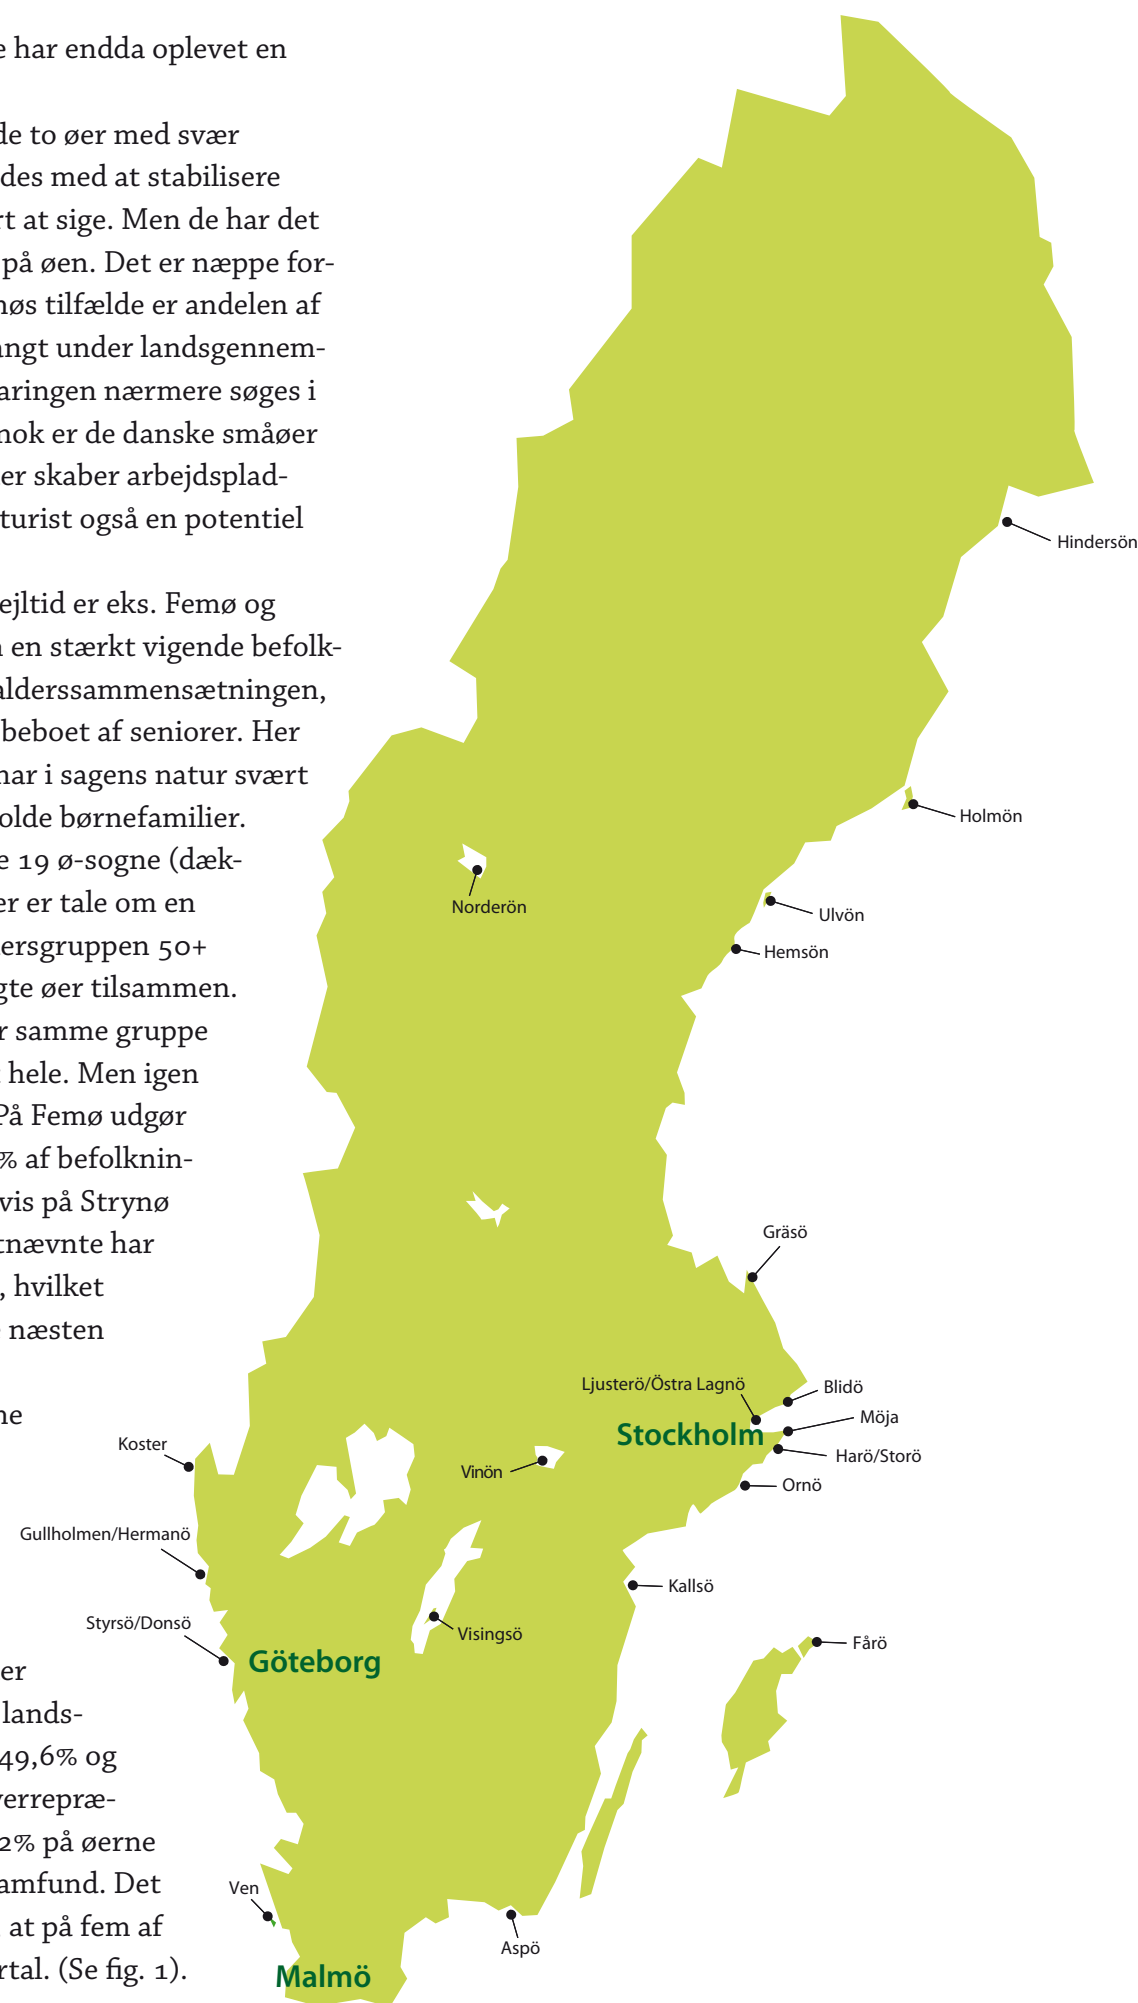 e har endda oplevet en
de to øer med svær
des med at stabilisere
rt at sige. Men de har det
på øen. Det er næppe for-
nøs tilfælde er andelen af
angt under landsgennem-
aringen nærmere søges i
nok er de danske småøer
er skaber arbejdsplad-
turist også en potentiel
ejltid er eks. Femø og
n en stærkt vigende befolk-
alderssammensætningen,
beboet af seniorer. Her
har i sagens natur svært
olde børnefamilier.
e 19 ø-sogne (dæk-
er er tale om en
ersgruppen 50+
gte øer tilsammen.
r samme gruppe
t hele. Men igen
På Femø udgør
% af befolknin-
vis på Strynø
tnævnte har
, hvilket
e næsten
ne
er
lands-
49,6% og
verrepræ-
2% på øerne
amfund. Det
at på fem af
rtal. (Se fig. 1).
Hindersön
Holmön
Norderön
Ulvön
Hemsön
Gräsö
Ljusterö/Östra Lagnö
Blidö
Möja
Stockholm
Harö/Storö
Koster
Vinön
Ornö
Gullholmen/Hermanö
Kallsö
Styrsö/Donsö
Visingsö
Fårö
Göteborg
Ven
Aspö
Malmö